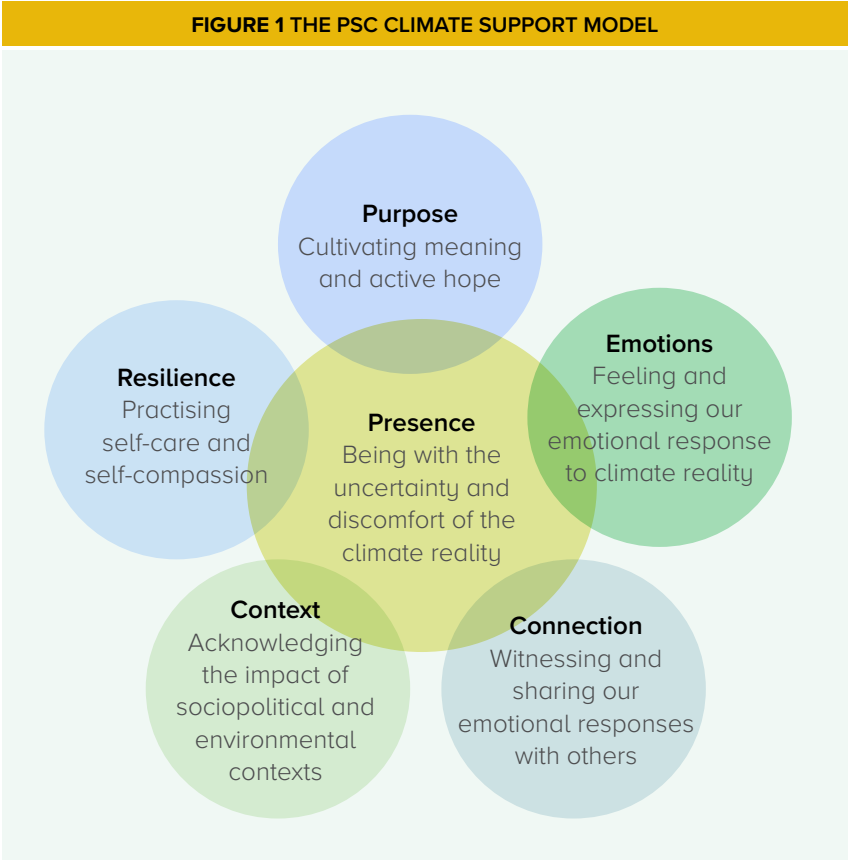 FIGURE 1 THE PSC CLIMATE SUPPORT MODEL
Purpose
Cultivating meaning
and active hope
Emotions
Feeling and
expressing our
emotional response
to climate reality
Resilience
Practising
self-care and
self-compassion
Presence
Being with the
uncertainty and
discomfort of the
climate reality
Context
Acknowledging
the impact of
sociopolitical and
environmental
contexts
Connection
Witnessing and
sharing our
emotional responses
with others